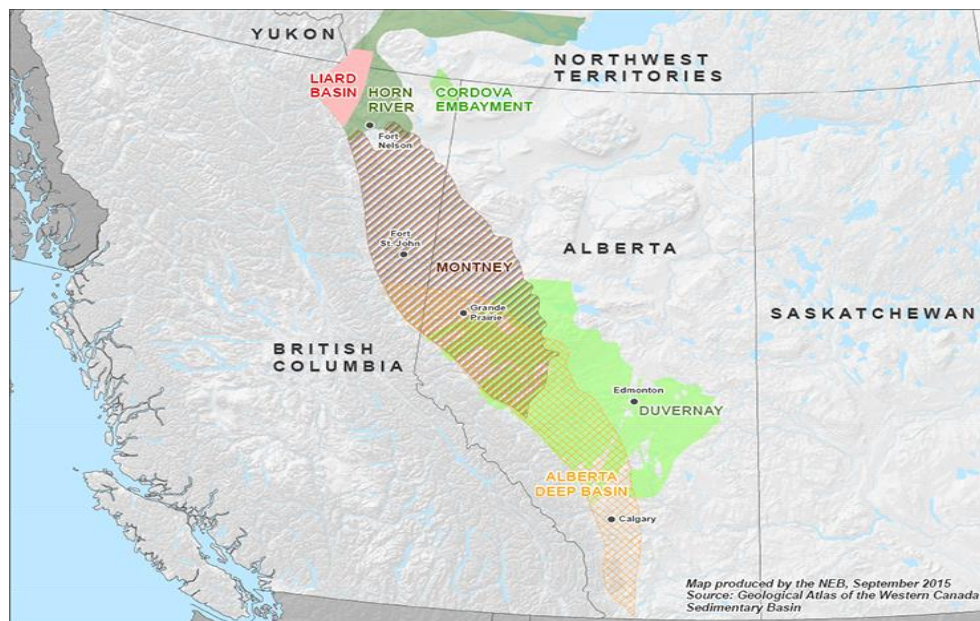 YUKON
NORTHWEST
TERRITORIES
LIARD
BASIN
HORN
RIVER
CORDOVA
EMBAYMENT
Fort
Nelson
Fort
St. John
ALBERTA
MONTNEY
Grande
Prairie
SASKATCHEWAN
BRITISH
COLUMBIA
Edmonton
DUVERNAY
ALBERTA
DEEP BASIN
Calgary
Map produced by the NEB, September 2015
Source: Geological Atlas of the Western Canada
Sedimentary Basin